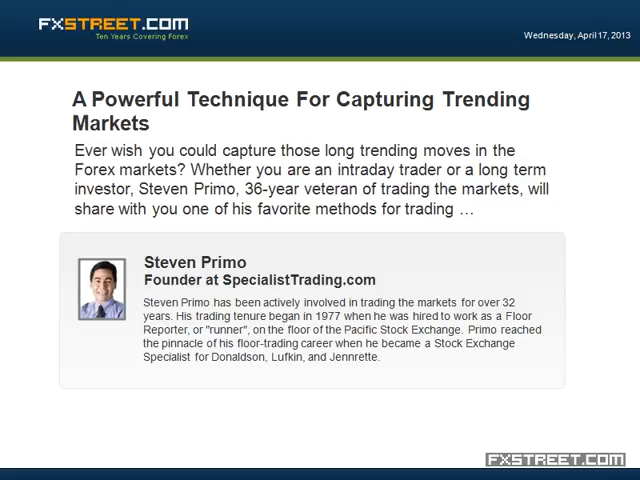 FXSTREET.COM
Ten Years Covering Forex
Wednesday, April 17, 2013
A Powerful Technique For Capturing Trending
Markets
Ever wish you could capture those long trending moves in the
Forex markets? Whether you are an intraday trader or a long term
investor, Steven Primo, 36-year veteran of trading the markets, will
share with you one of his favorite methods for trading …
Steven Primo
Founder at SpecialistTrading.com
Steven Primo has been actively involved in trading the markets for over 32
years. His trading tenure began in 1977 when he was hired to work as a Floor
Reporter, or "runner", on the floor of the Pacific Stock Exchange. Primo reached
the pinnacle of his floor-trading career when he became a Stock Exchange
Specialist for Donaldson, Lufkin, and Jennrette.
FXSTREET.COM